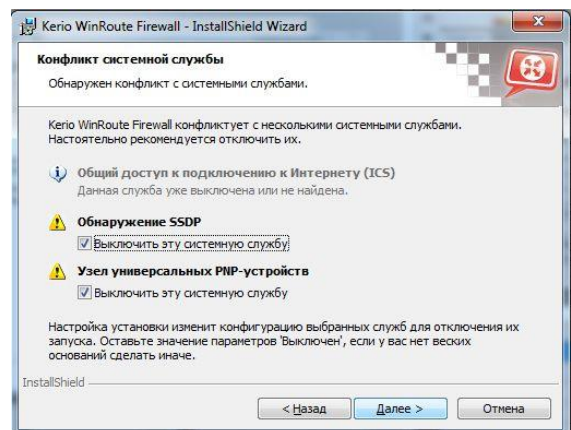 Kerio WinRoute Firewall - InstallShield Wizard
Конфликт системной службы
Обнаружен конфликт с системными службами.
Kerio WinRoute Firewall конфликтует с несколькими системными службами.
Настоятельно рекомендуется отключить их.
Общий доступ к подключению к Интернету (ICS)
Данная служба уже выключена или не найдена.
Обнаружение SSDP
Выключить эту системную службу
Узел универсальных PNP-устройств
Выключить эту системную службу
Настройка установки изменит конфигурацию выбранных служб для отключения их
запуска. Оставьте значение параметров 'Выключен', если у вас нет веских
оснований сделать иначе.
InstallShield
< Назад Далее > Отмена